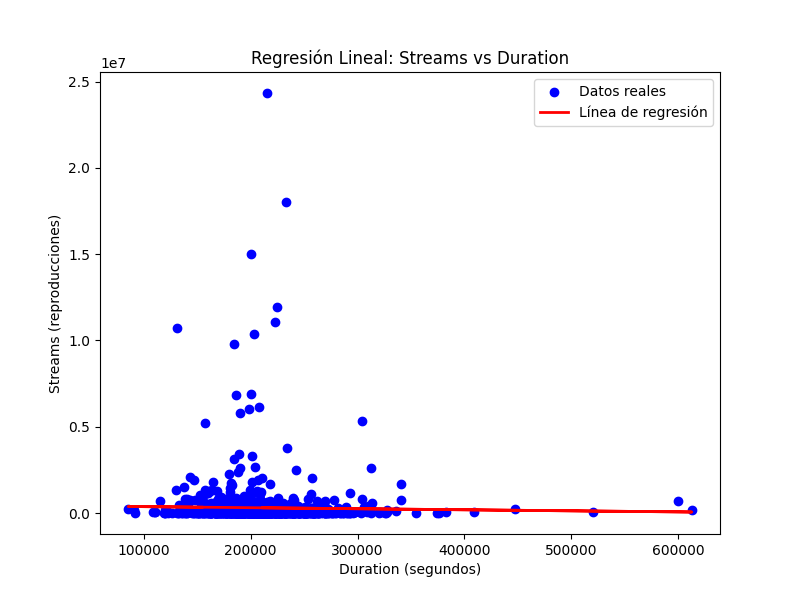 Regresión Lineal: Streams vs Duration
1e7
Datos reales
Línea de regresión
2.5
2.0
1.5
1.0
0.5
0.0
Streams (reproducciones)
100000 200000 300000 400000 500000 600000
Duration (segundos)